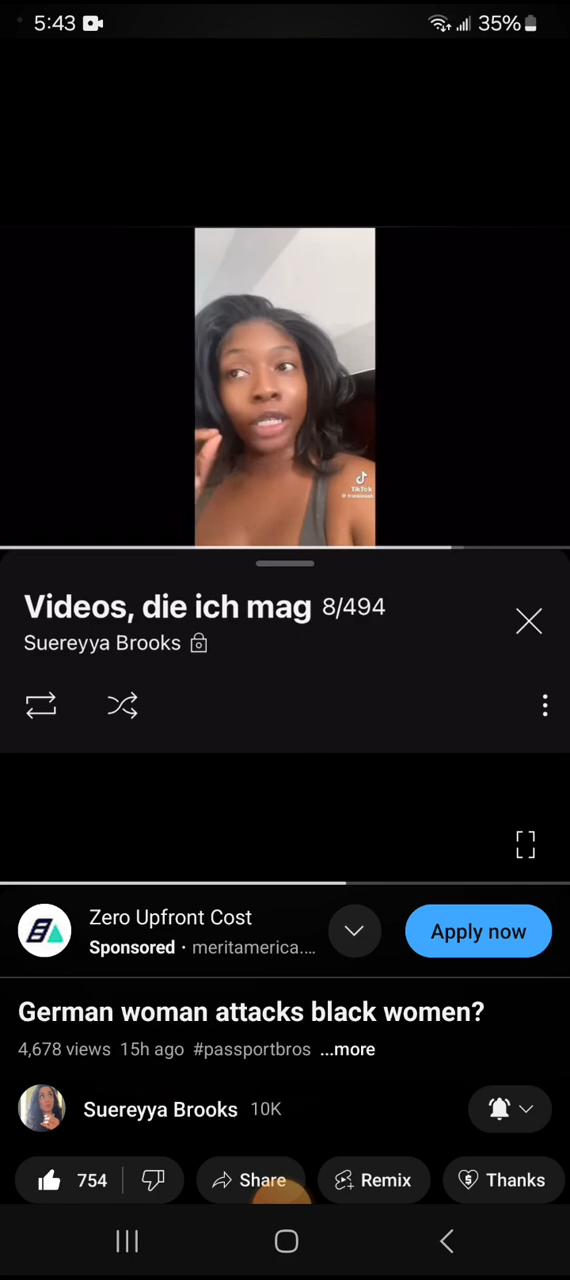 5:43 35%
TikTok
Videos, die ich mag 8/494
Suereyya Brooks
Zero Upfront Cost
Apply now
Sponsored · meritamerica....
German woman attacks black women?
4,678 views 15h ago #passportbros ...more
Suereyya Brooks 10K
754 Share Remix Thanks